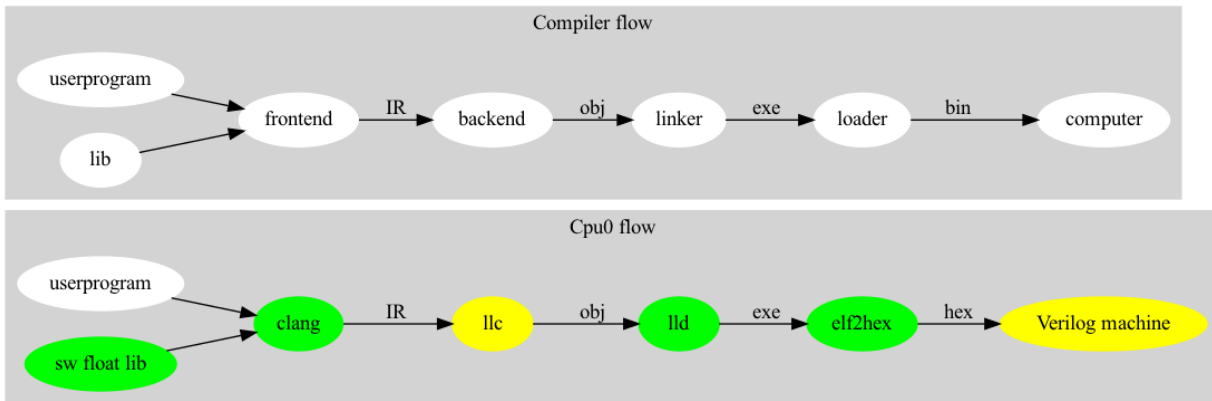 Compiler flow
userprogram
lib
frontend
IR
backend
obj
linker
exe
loader
bin
computer
Cpu0 flow
userprogram
sw float lib
clang
IR
llc
obj
lld
exe
elf2hex
hex
Verilog machine